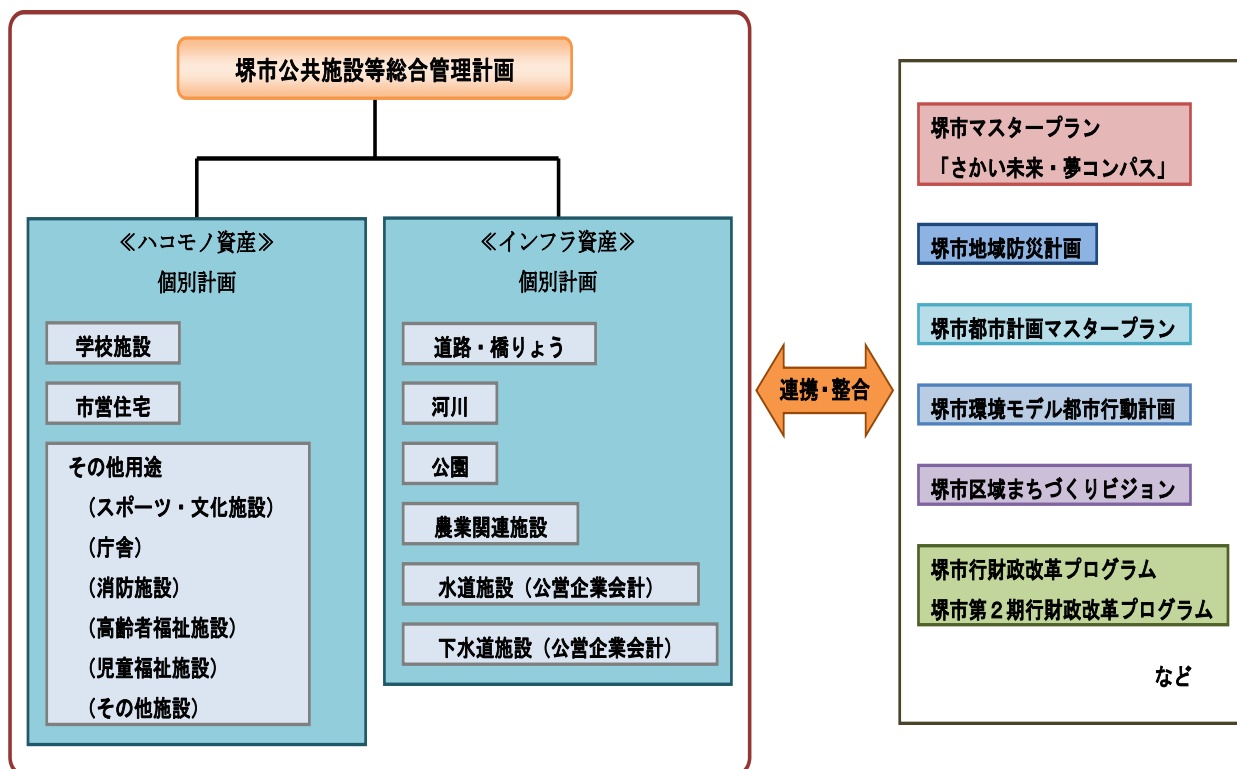 堺市公共施設等総合管理計画
≪ハコモノ資産≫
個別計画
学校施設
市営住宅
その他用途
（スポーツ・文化施設）
（庁舎）
（消防施設）
（高齢者福祉施設）
（児童福祉施設）
（その他施設）
≪インフラ資産≫
個別計画
道路・橋りょう
河川
公園
農業関連施設
水道施設（公営企業会計）
下水道施設（公営企業会計）
連携・整合
堺市マスタープラン
「さかい未来・夢コンパス」
堺市地域防災計画
堺市都市計画マスタープラン
堺市環境モデル都市行動計画
堺市区域まちづくりビジョン
堺市行財政改革プログラム
堺市第２期行財政改革プログラム
など